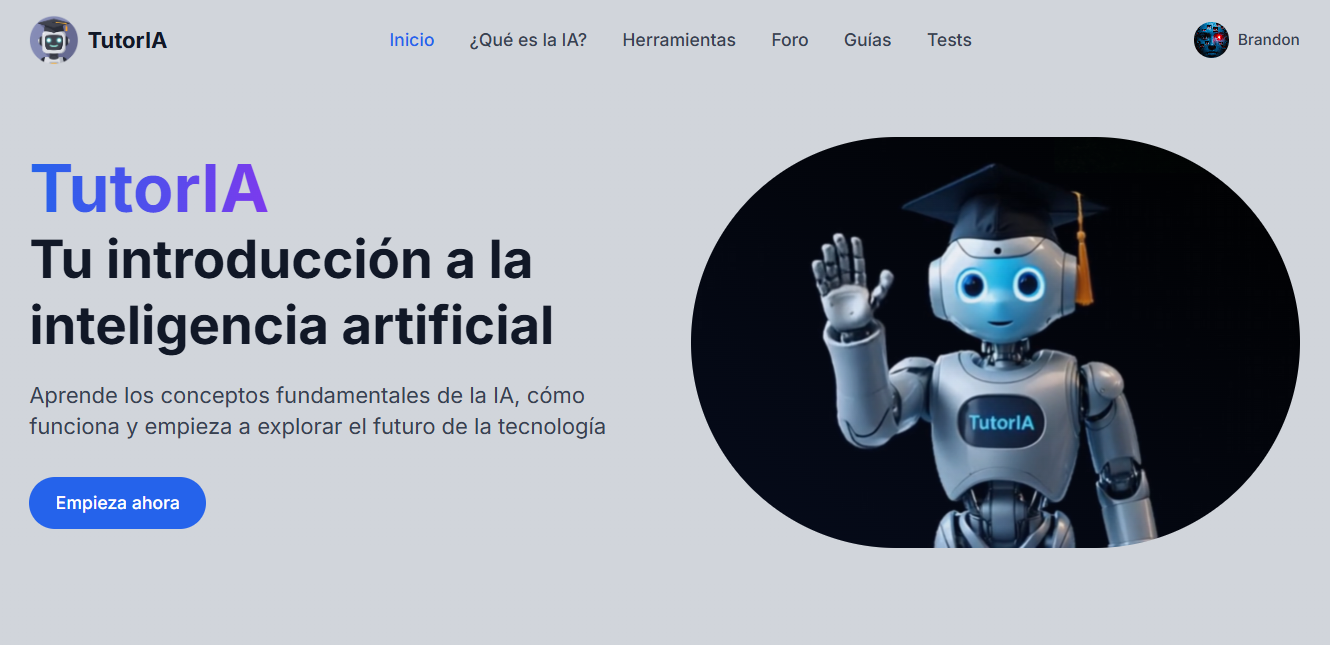 TutorIA
Inicio
¿Qué es la IA?
Herramientas
Foro
Guías
Tests
Brandon
TutorIA
Tu introducción a la
inteligencia artificial
Aprende los conceptos fundamentales de la IA, cómo
funciona y empieza a explorar el futuro de la tecnología
Empieza ahora
TutorIA